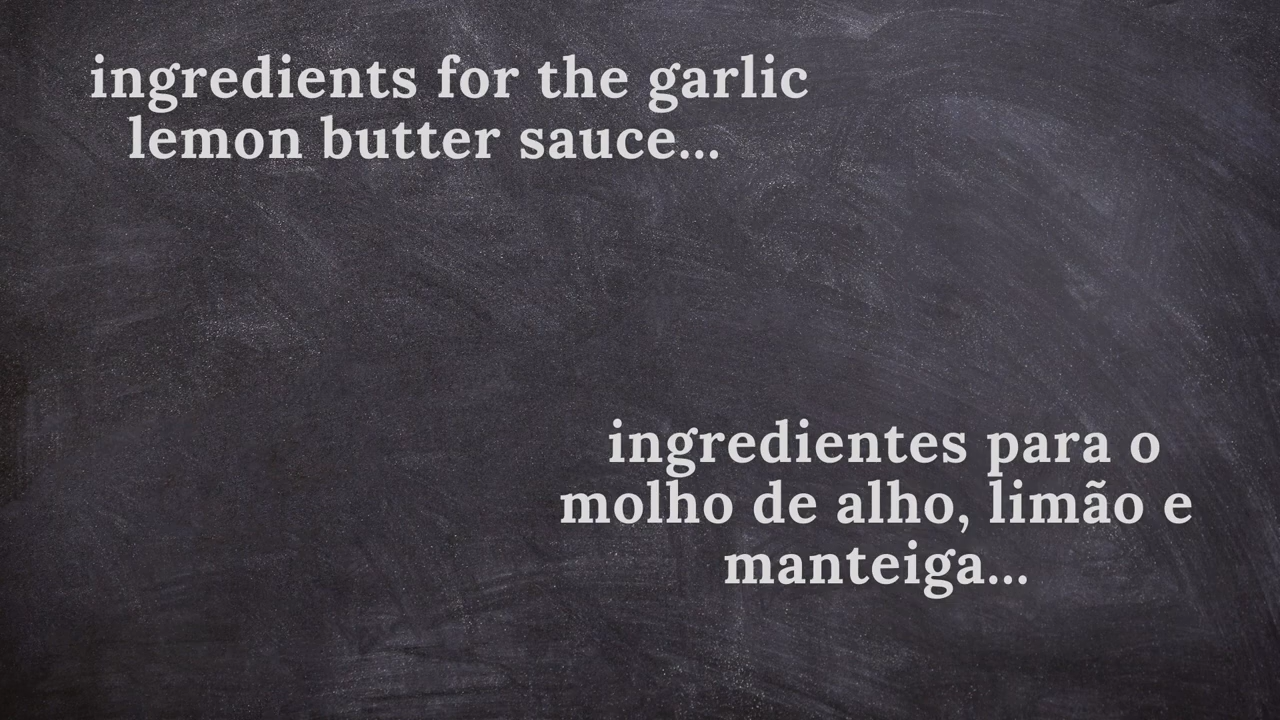 ingredients for the garlic
lemon butter sauce...
ingredientes para o
molho de alho, limão e
manteiga...